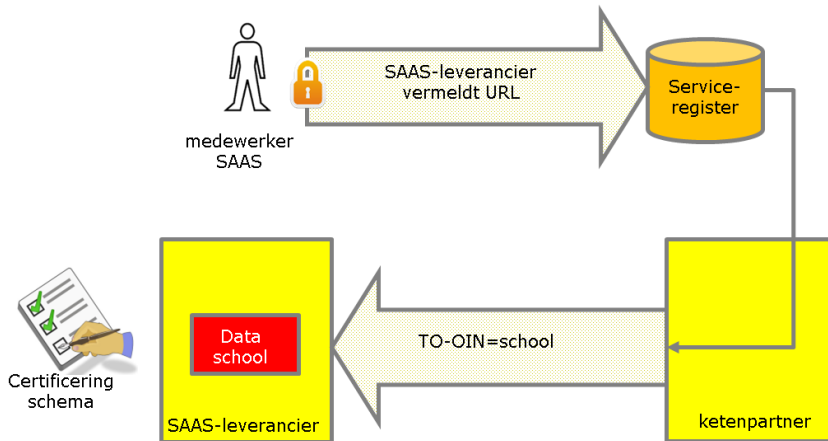 SAAS-leverancier
vermeldt URL
Service-
register
medewerker
SAAS
Data
school
TO-OIN=school
Certificering
schema
SAAS-leverancier
ketenpartner